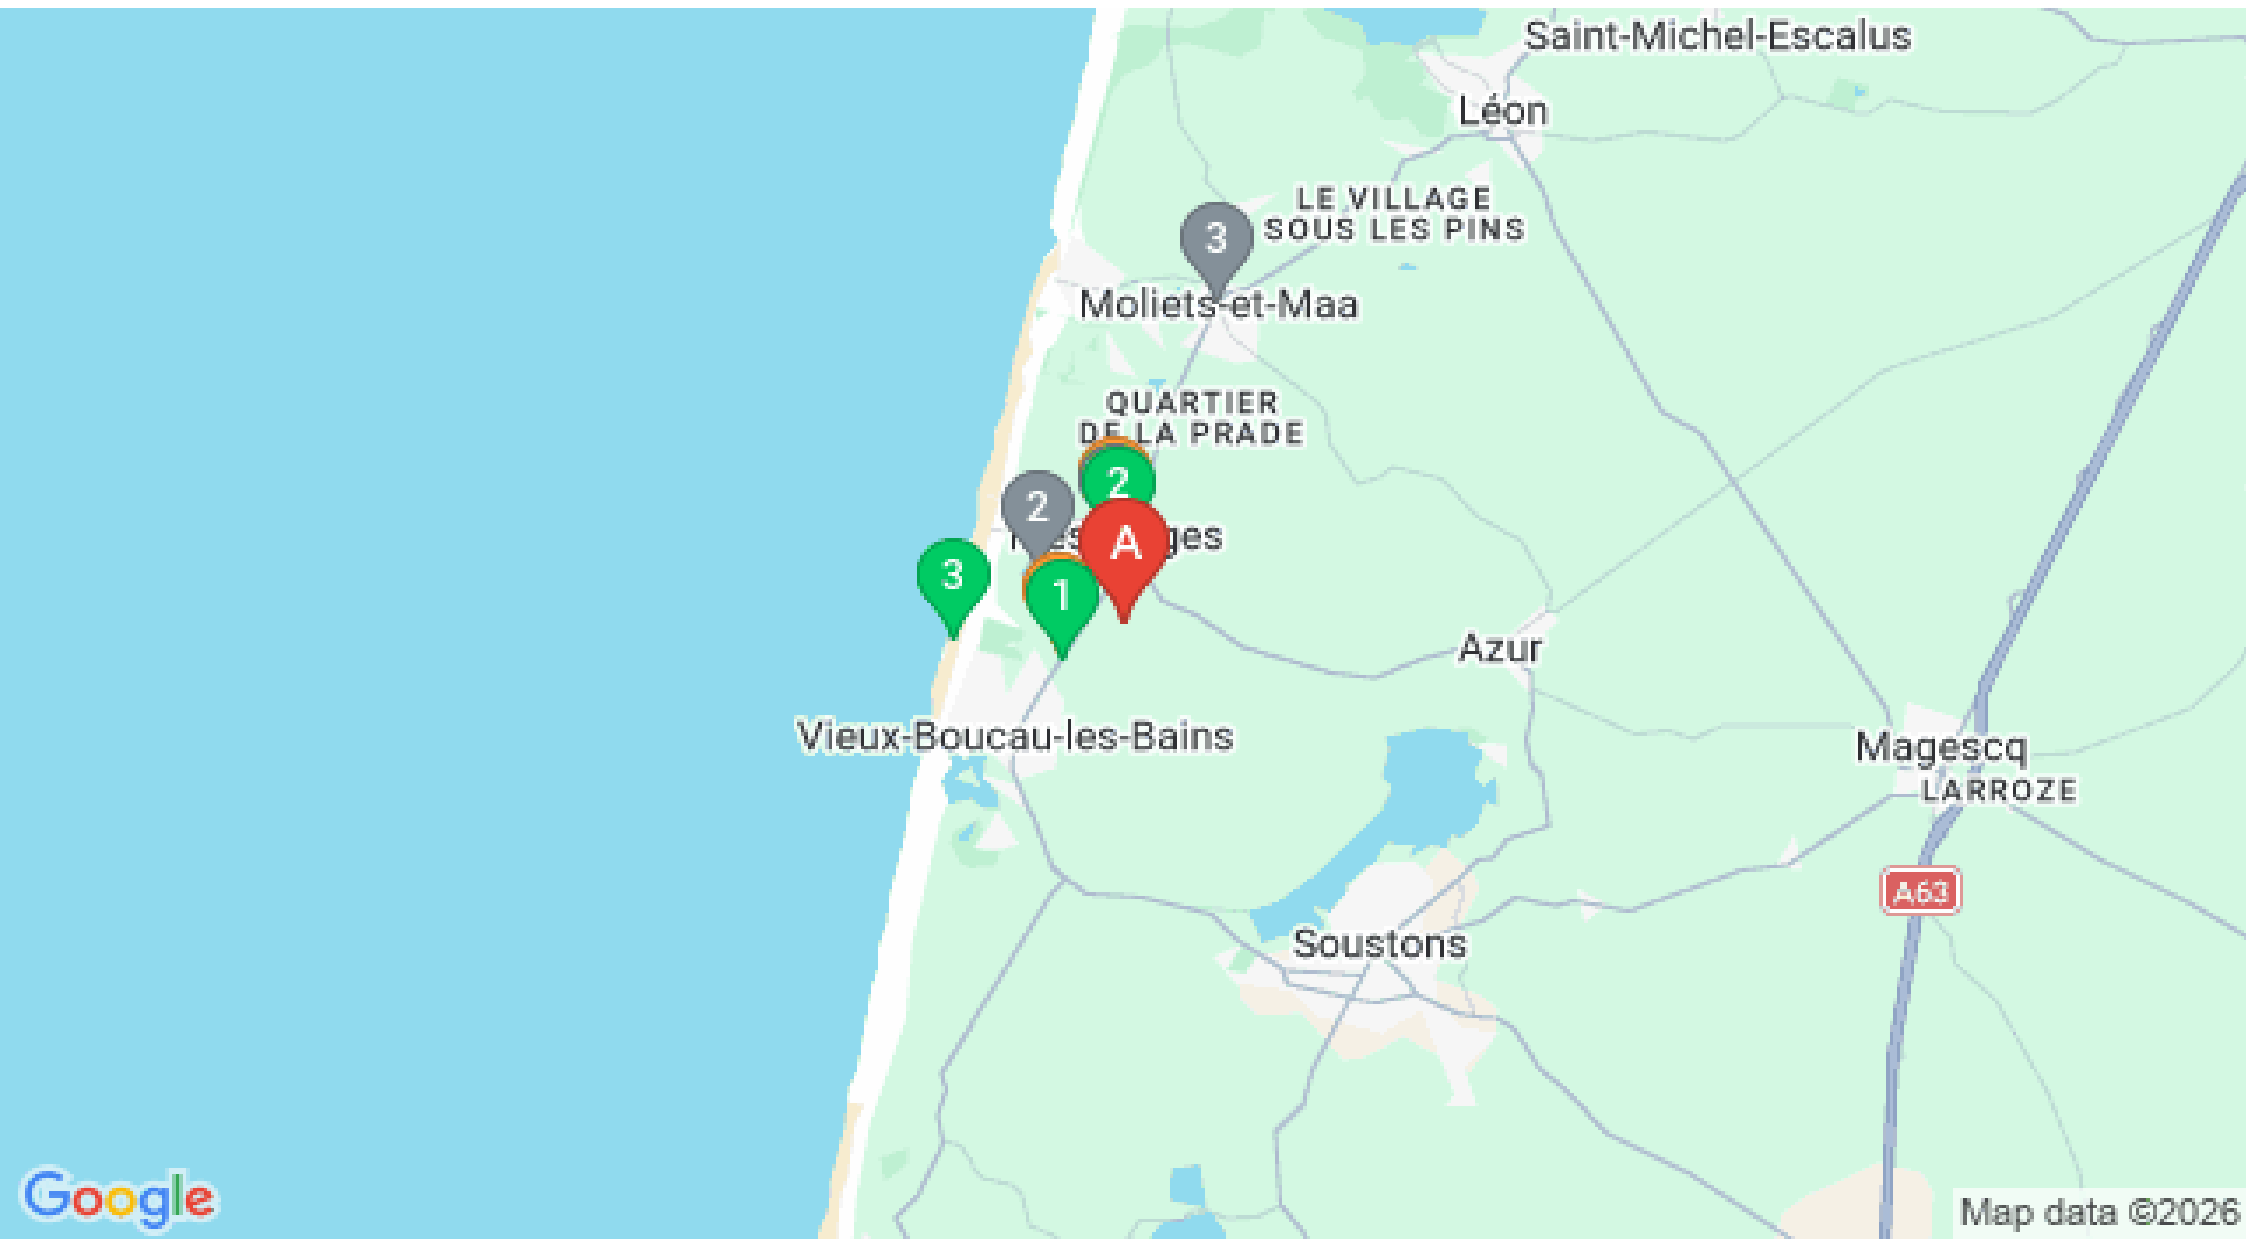 Saint-Michel-Escalus
Léon
LE VILLAGE
SOUS LES PINS
3
Moliets-et-Maa
QUARTIER
DE LA PRADE
2
2
A
ges
3
1
Azur
Vieux-Boucau-les-Bains
Magescq
LARROZE
A63
Soustons
Google
Map data ©2026